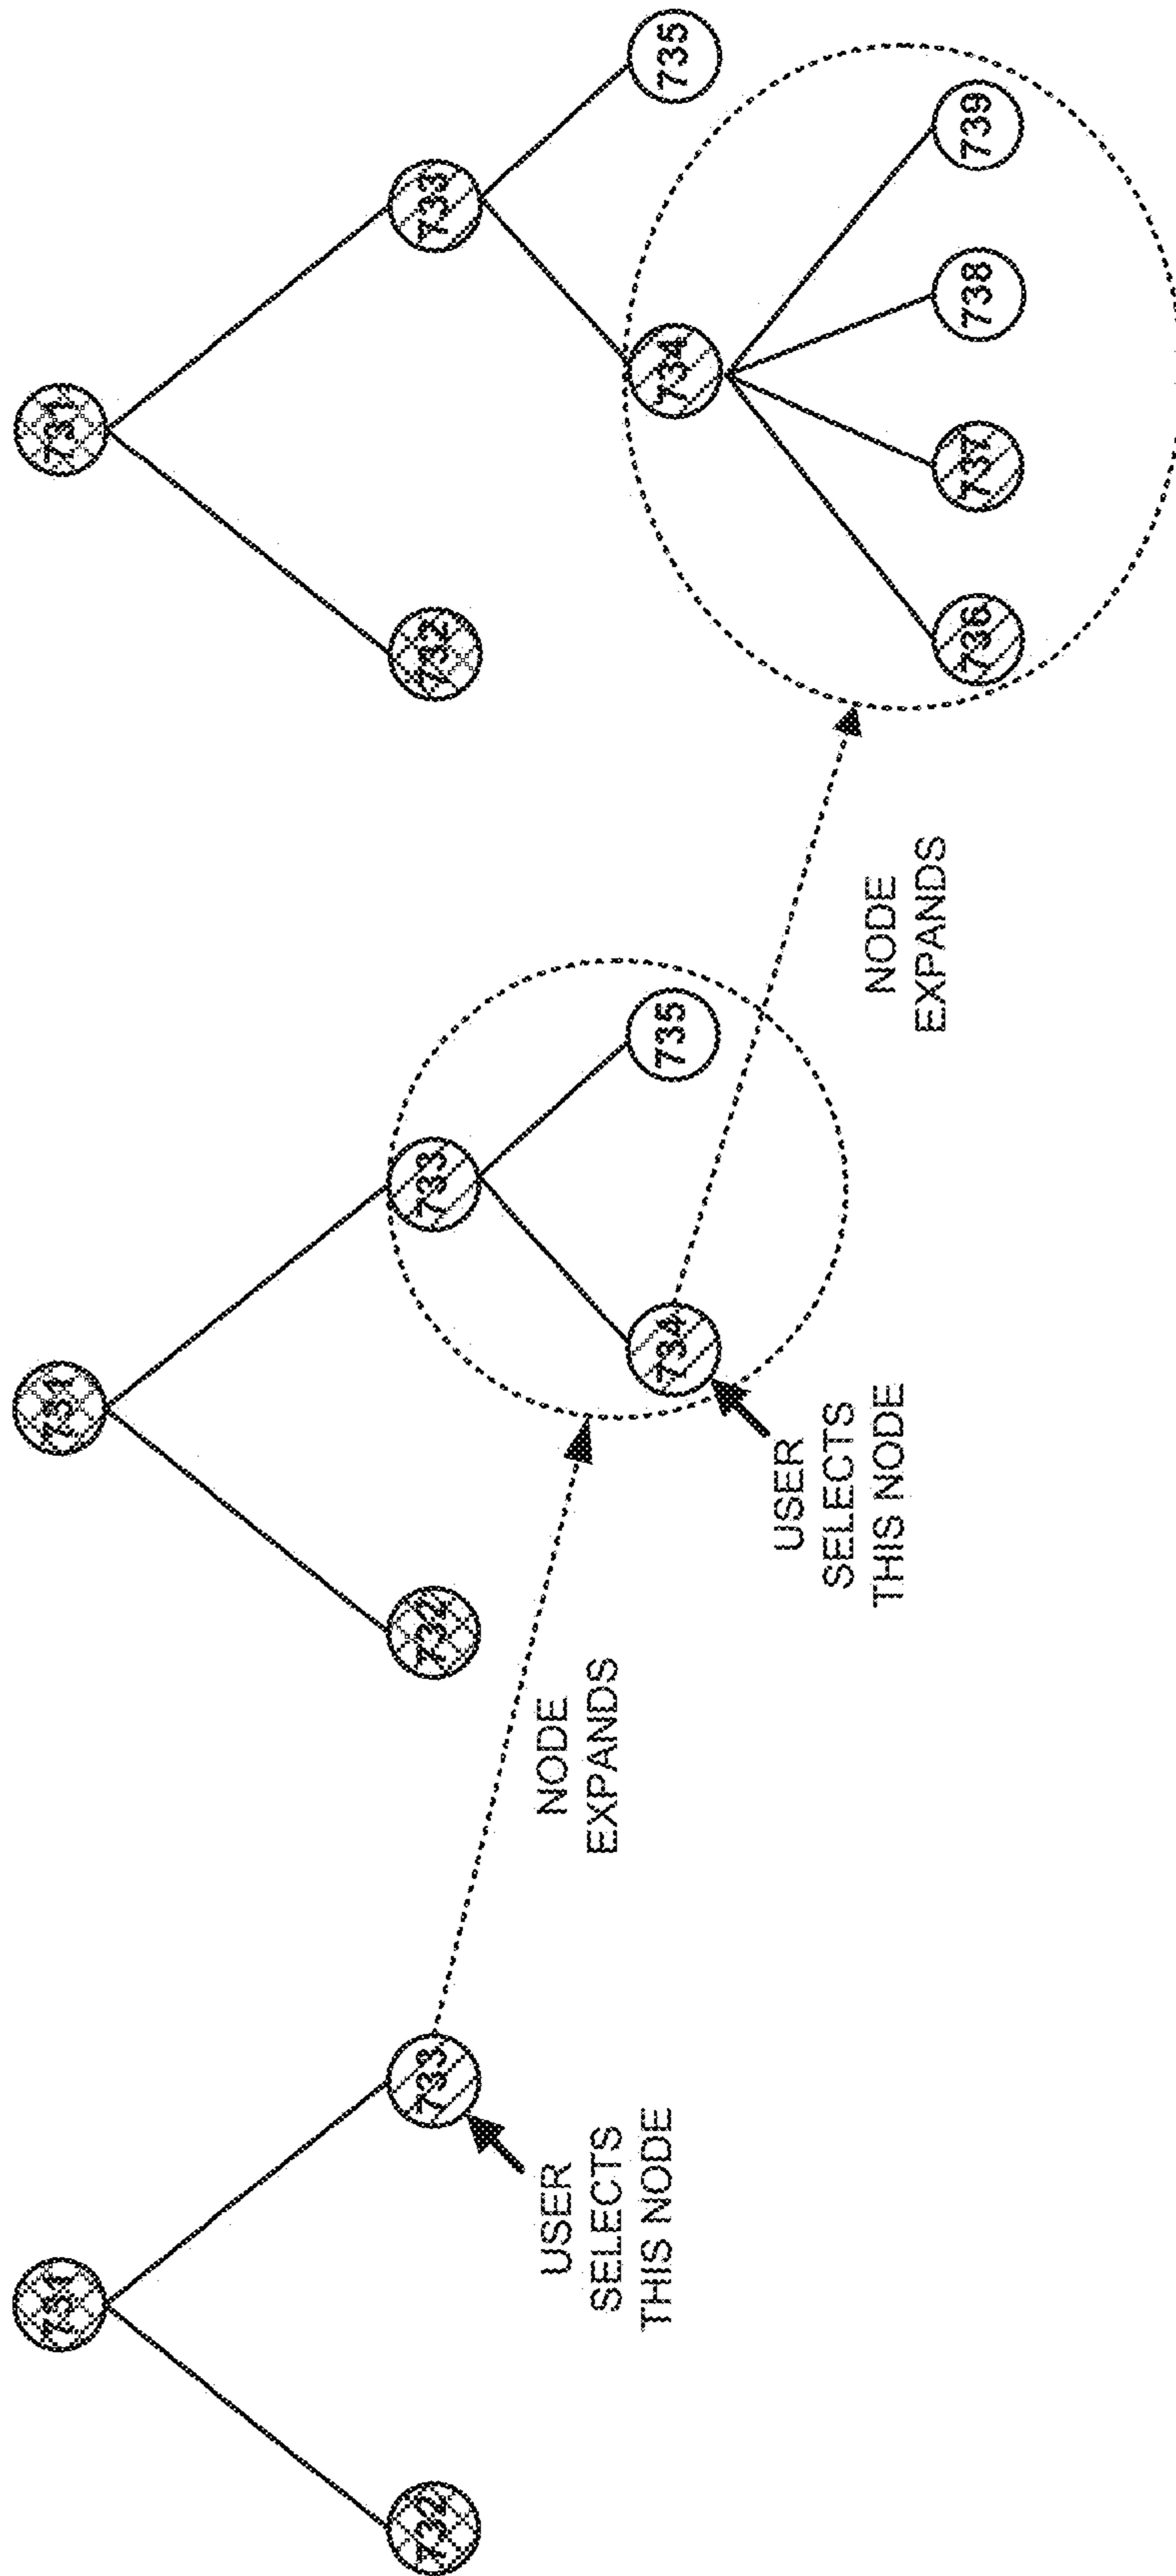 731
732
733
USER
SELECTS
THIS NODE
NODE
EXPANDS
731
732
733
734
735
USER
SELECTS
THIS NODE
NODE
EXPANDS
731
732
733
734
735
736
737
738
739